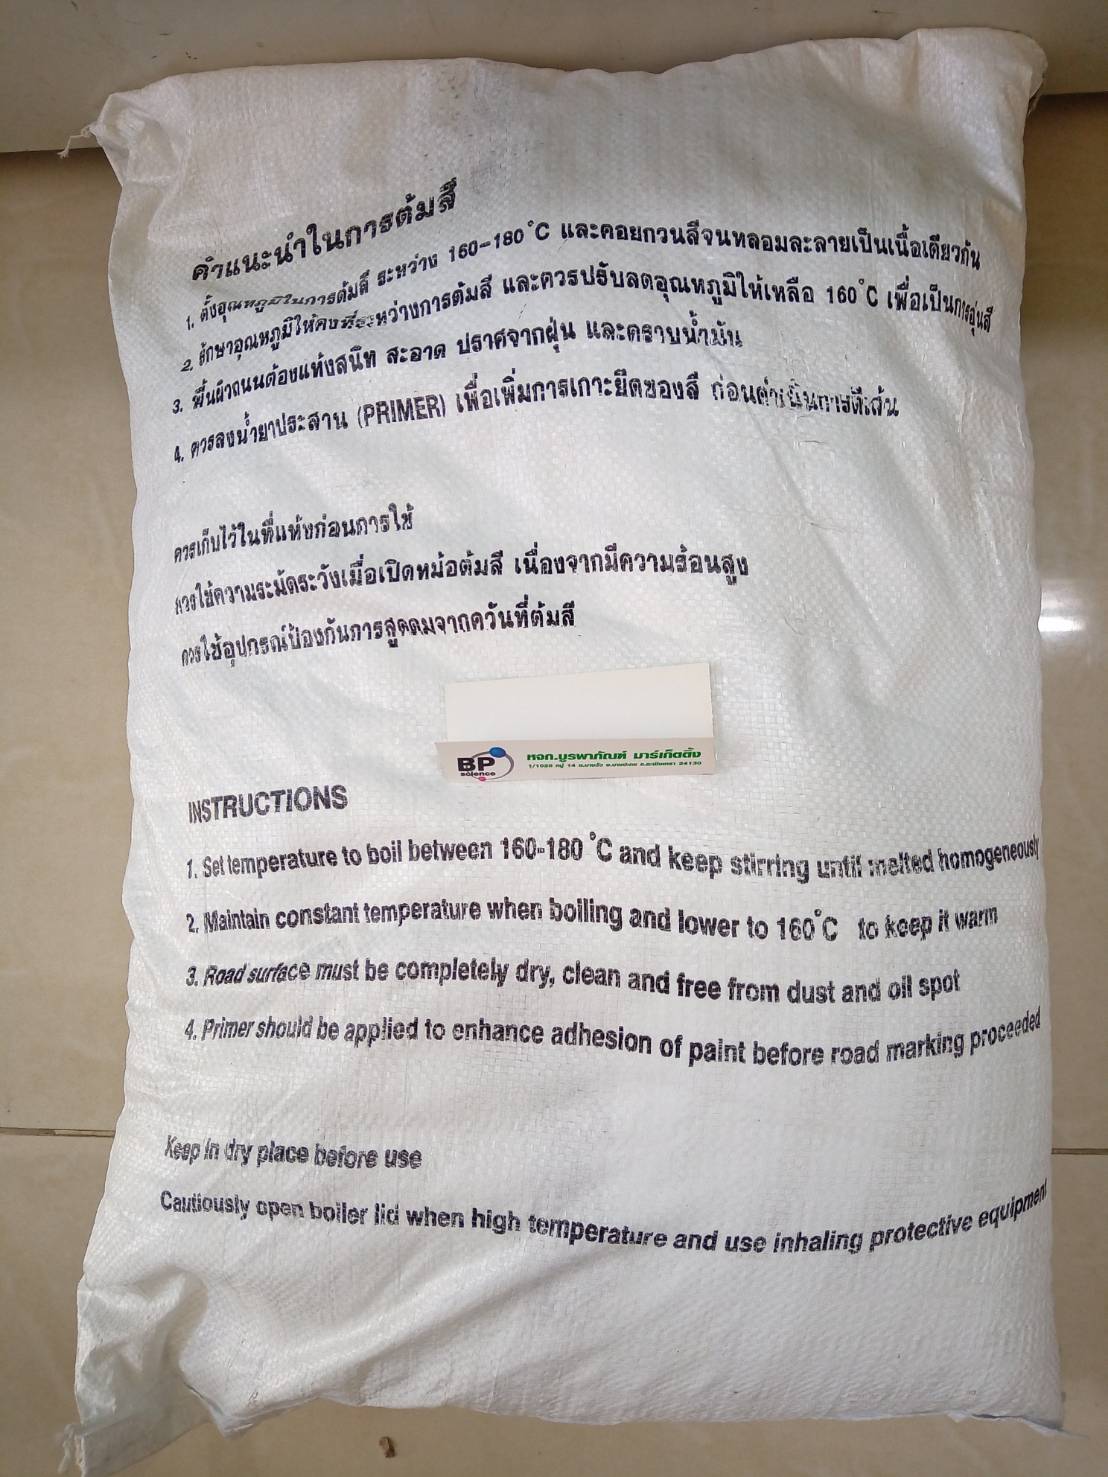 คำแนะนำในการต้มสี
1. ตั้งอุณหภูมิในการต้มสี ระหว่าง 160-180 °C และคอยกวนสีจนหลอมละลายเป็นเนื้อเดียวกัน
2. รักษาอุณหภูมิให้คงที่ระหว่างการต้มสี และควรปรับลดอุณหภูมิให้เหลือ 160°C เพื่อเป็นการอุ่นสี
3. พื้นผิวถนนต้องแห้งสนิท สะอาด ปราศจากฝุ่น และคราบน้ำมัน
4. ควรลงน้ำยาประสาน (PRIMER) เพื่อเพิ่มการเกาะยึดของสี ก่อนดำเนินการตีเส้น
ควรเก็บไว้ในที่แห้งก่อนการใช้
ควรใช้ความระมัดระวังเมื่อเปิดหม้อต้มสี เนื่องจากมีความร้อนสูง
ควรใช้อุปกรณ์ป้องกันการสูดดมจากควันที่ต้มสี
BP science
หจก.บูรพาภัณฑ์ มาร์เก็ตติ้ง
INSTRUCTIONS
1. Set temperature to boil between 160-180 °C and keep stirring until melted homogeneously
2. Maintain constant temperature when boiling and lower to 160°C to keep it warm
3. Road surface must be completely dry, clean and free from dust and oil spot
4. Primer should be applied to enhance adhesion of paint before road marking proceeded
Keep in dry place before use
Cautiously open boiler lid when high temperature and use inhaling protective equipment